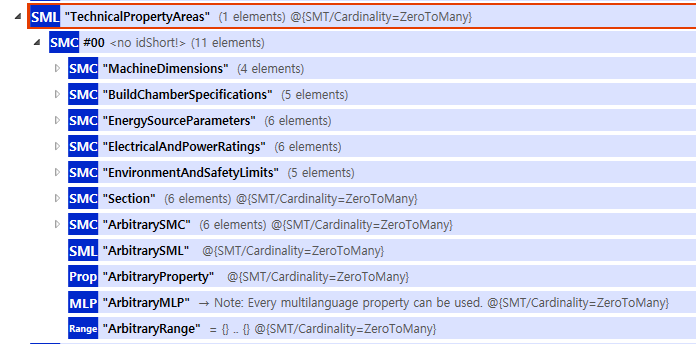 SML "TechnicalPropertyAreas" (1 elements) @{SMT/Cardinality=ZeroToMany}
SMC #00 <no idShort!> (11 elements)
SMC "MachineDimensions" (4 elements)
SMC "BuildChamberSpecifications" (5 elements)
SMC "EnergySourceParameters" (6 elements)
SMC "ElectricalAndPowerRatings" (6 elements)
SMC "EnvironmentAndSafetyLimits" (5 elements)
SMC "Section" (6 elements) @{SMT/Cardinality=ZeroToMany}
SMC "ArbitrarySMC" (6 elements) @{SMT/Cardinality=ZeroToMany}
SML "ArbitrarySML" @{SMT/Cardinality=ZeroToMany}
Prop "ArbitraryProperty" @{SMT/Cardinality=ZeroToMany}
MLP "ArbitraryMLP" → Note: Every multilanguage property can be used. @{SMT/Cardinality=ZeroToMany}
Range "ArbitraryRange" = {} .. {} @{SMT/Cardinality=ZeroToMany}